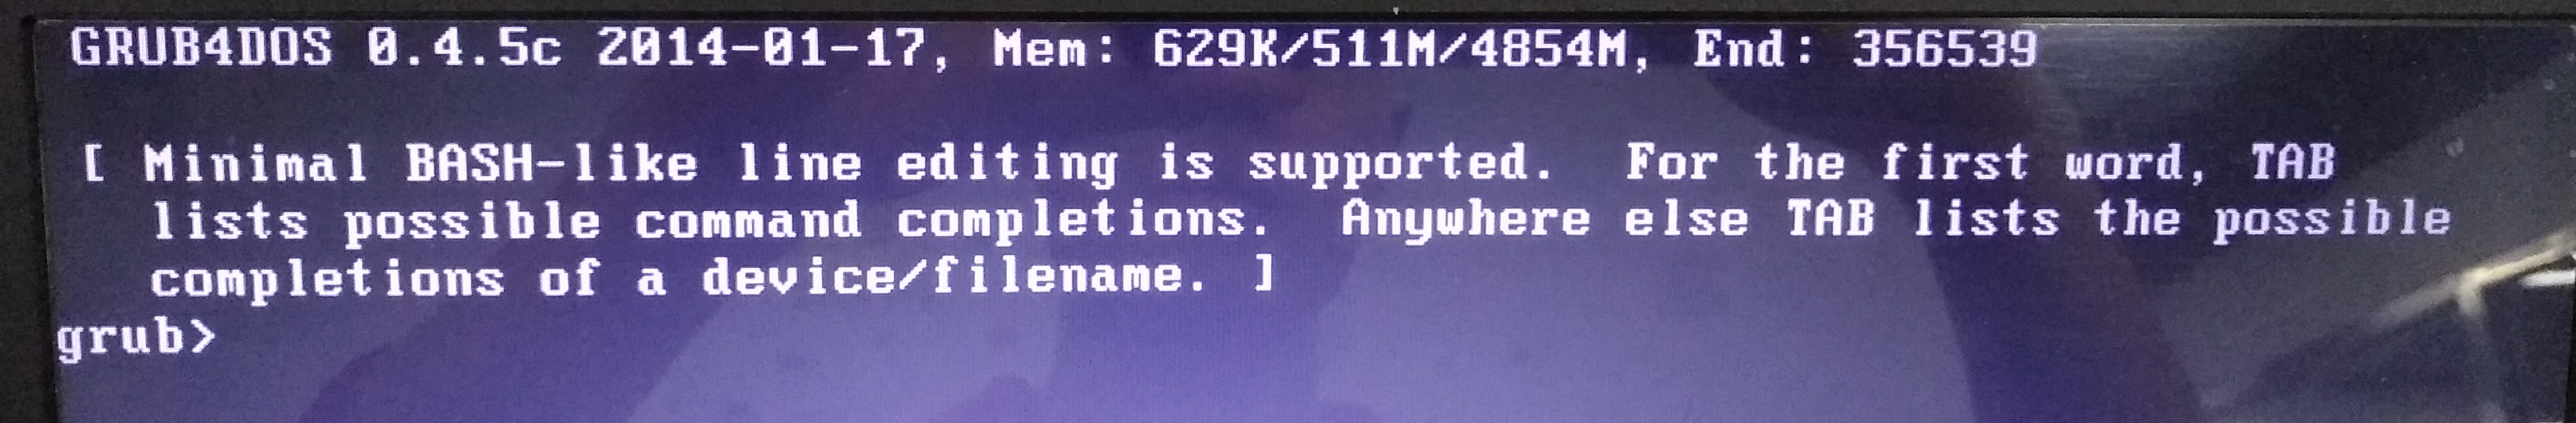 GRUB4DOS 0.4.5c 2014-01-17, Mem: 629K/511M/4854M, End: 356539
[ Minimal BASH-like line editing is supported.  For the first word, TAB
lists possible command completions.  Anywhere else TAB lists the possible
completions of a device/filename. ]
grub>